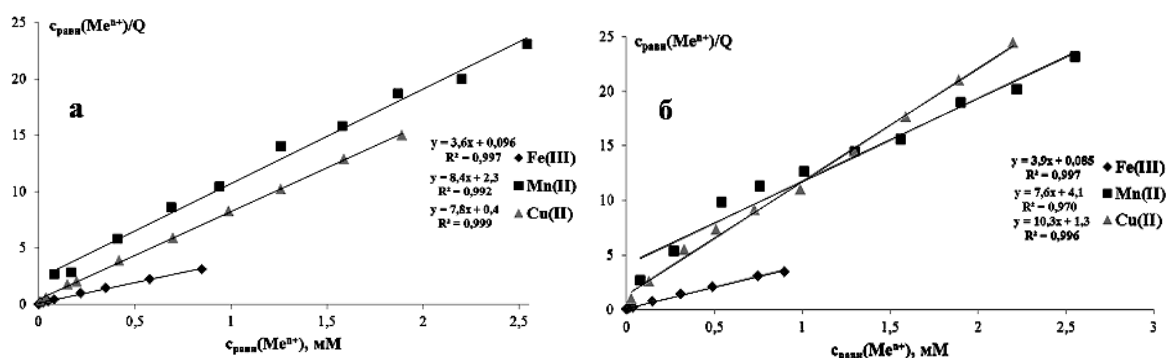 а
c_равн(Meⁿ⁺)/Q
25
20
15
10
5
0
0
0,5
1
1,5
2
2,5
c_равн(Meⁿ⁺), мМ
y = 3,6x + 0,096
R² = 0,997
Fe(III)
y = 8,4x + 2,3
R² = 0,992
Mn(II)
y = 7,8x + 0,4
R² = 0,999
Cu(II)
б
c_равн(Meⁿ⁺)/Q
25
20
15
10
5
0
0
0,5
1
1,5
2
2,5
3
c_равн(Meⁿ⁺), мМ
y = 3,9x + 0,085
R² = 0,997
Fe(III)
y = 7,6x + 4,1
R² = 0,970
Mn(II)
y = 10,3x + 1,3
R² = 0,996
Cu(II)